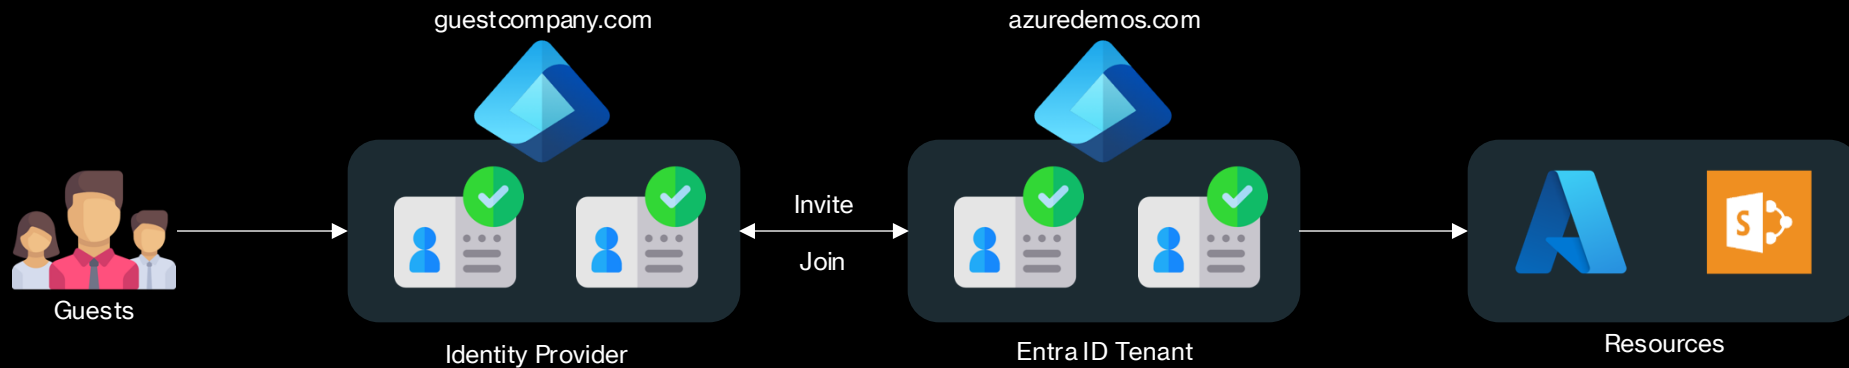 guestcompany.com
azuredemos.com
Invite
Join
S
Guests
Identity Provider
Entra ID Tenant
Resources